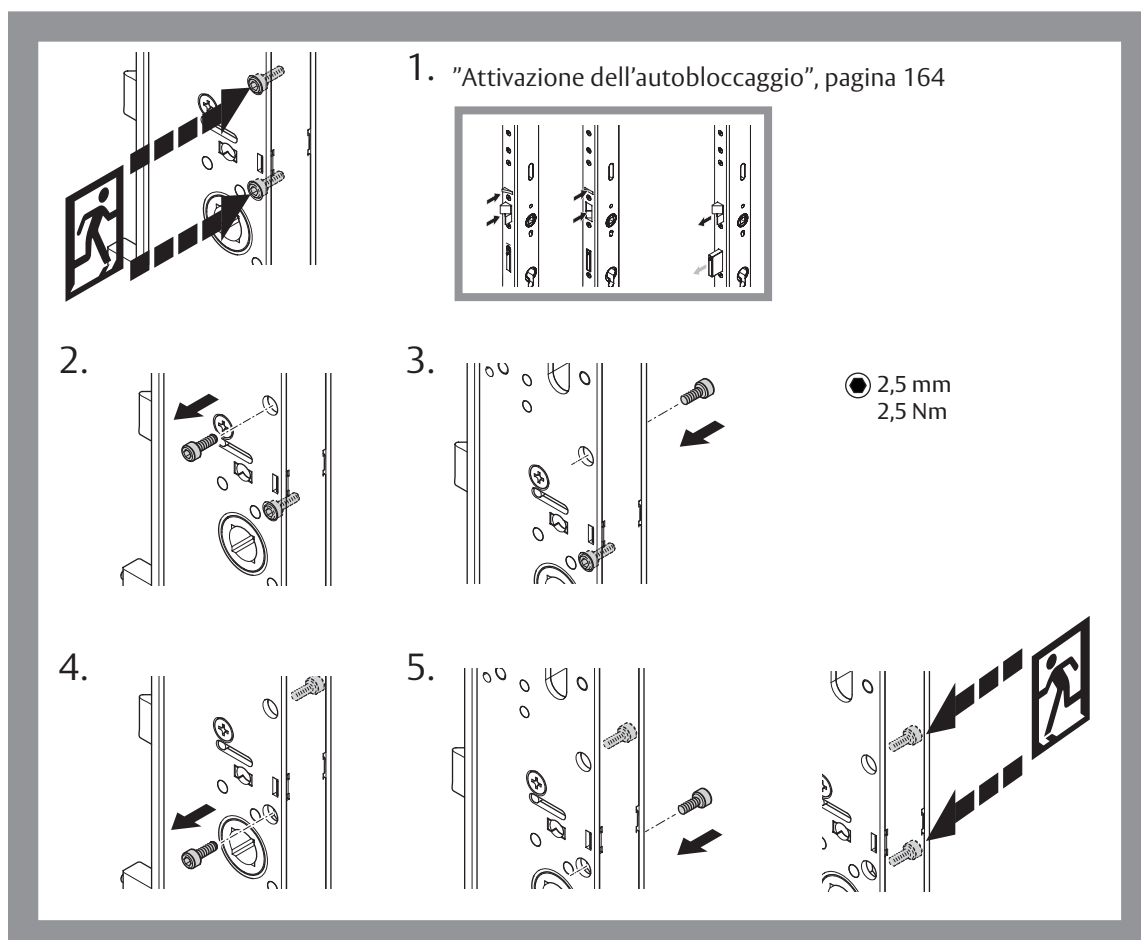 1. ”Attivazione dell’autobloccaggio”, pagina 164
2.
3.
2,5 mm
2,5 Nm
4.
5.